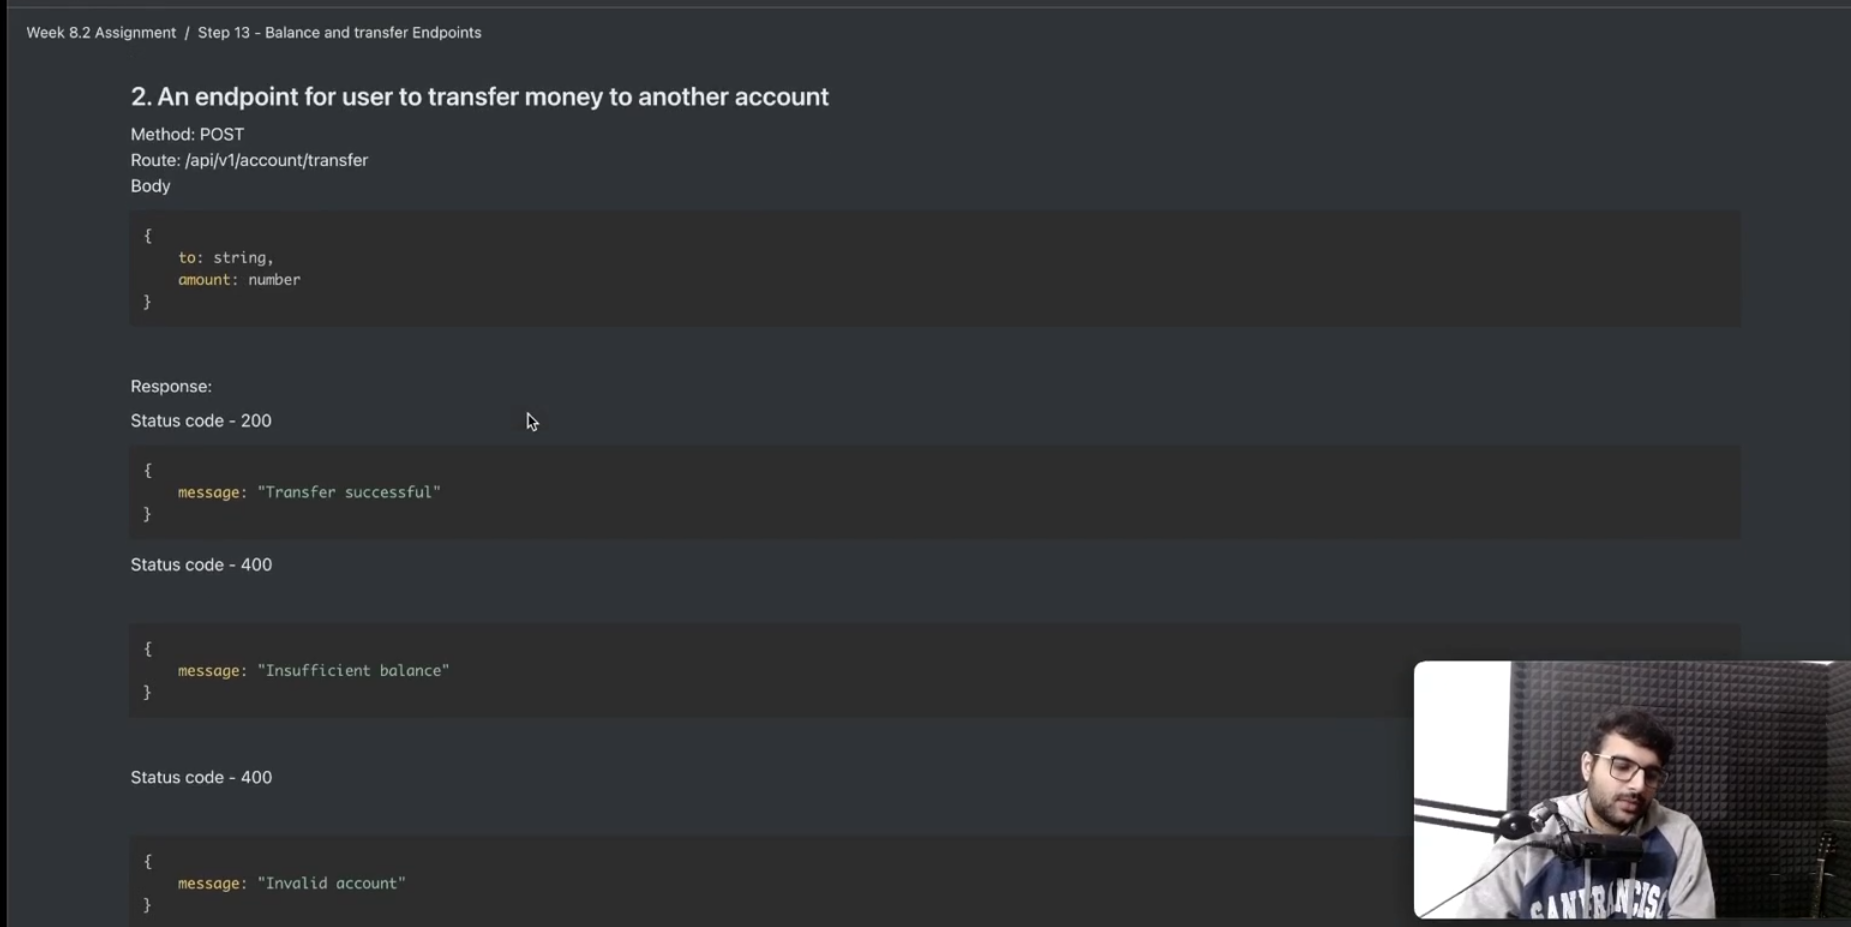 Week 8.2 Assignment / Step 13 - Balance and transfer Endpoints
2. An endpoint for user to transfer money to another account
Method: POST
Route: /api/v1/account/transfer
Body
{
to: string,
amount: number
}
Response:
Status code - 200
{
message: "Transfer successful"
}
Status code - 400
{
message: "Insufficient balance"
}
Status code - 400
{
message: "Invalid account"
}
SANFRANCISC